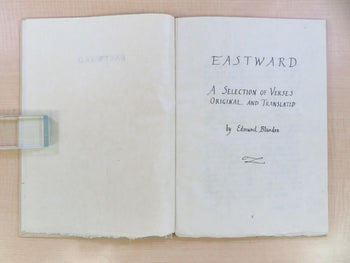 EASTWARD
A SELECTION OF VERSES
ORIGINAL AND TRANSLATED
by Edmund Blunden